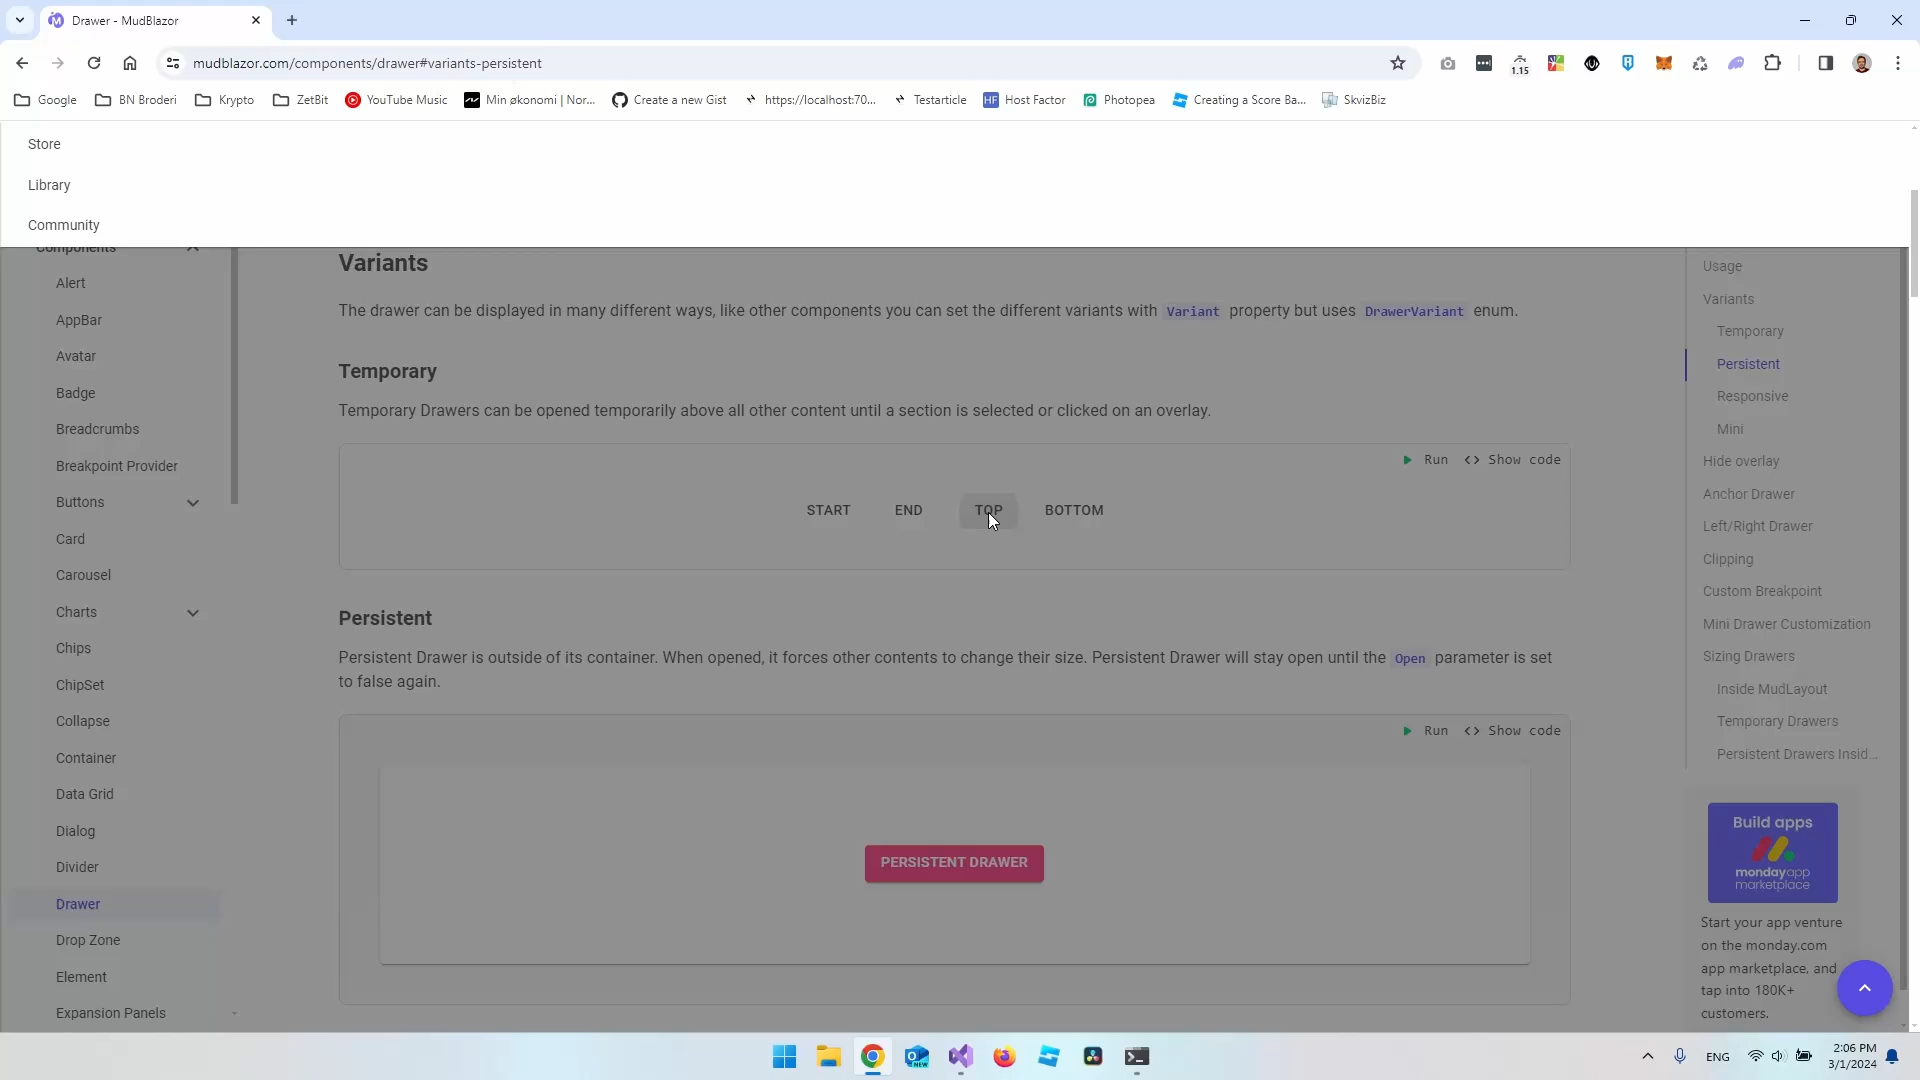 Drawer - MudBlazor
mudblazor.com/components/drawer#variants-persistent
1.15
Google
BN Broderi
Krypto
ZetBit
YouTube Music
Min økonomi | Nor...
Create a new Gist
https://localhost:70...
Testarticle
HF Host Factor
Photopea
Creating a Score Ba...
SkvizBiz
Store
Library
Community
Components
Alert
AppBar
Avatar
Badge
Breadcrumbs
Breakpoint Provider
Buttons
Card
Carousel
Charts
Chips
ChipSet
Collapse
Container
Data Grid
Dialog
Divider
Drawer
Drop Zone
Element
Expansion Panels
Variants
The drawer can be displayed in many different ways, like other components you can set the different variants with Variant property but uses DrawerVariant enum.
Temporary
Temporary Drawers can be opened temporarily above all other content until a section is selected or clicked on an overlay.
Run <> Show code
START END TOP BOTTOM
Persistent
Persistent Drawer is outside of its container. When opened, it forces other contents to change their size. Persistent Drawer will stay open until the Open parameter is set
to false again.
Run <> Show code
PERSISTENT DRAWER
Usage
Variants
Temporary
Persistent
Responsive
Mini
Hide overlay
Anchor Drawer
Left/Right Drawer
Clipping
Custom Breakpoint
Mini Drawer Customization
Sizing Drawers
Inside MudLayout
Temporary Drawers
Persistent Drawers Insid...
Build apps
monday app
marketplace
Start your app venture
on the monday.com
app marketplace, and
tap into 180K+
customers.
NEW
ENG
2:06 PM
3/1/2024